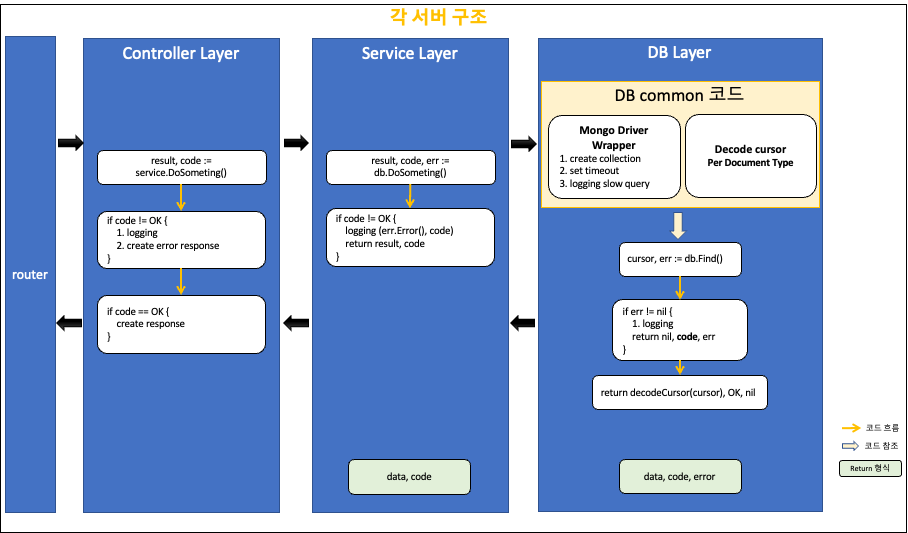 각 서버 구조
router
Controller Layer
result, code :=
service.DoSometing()
if code != OK {
1. logging
2. create error response
}
if code == OK {
create response
}
Service Layer
result, code, err :=
db.DoSometing()
if code != OK {
logging (err.Error(), code)
return result, code
}
data, code
DB Layer
DB common 코드
Mongo Driver
Wrapper
1. create collection
2. set timeout
3. logging slow query
Decode cursor
Per Document Type
cursor, err := db.Find()
if err != nil {
1. logging
return nil, code, err
}
return decodeCursor(cursor), OK, nil
data, code, error
코드 흐름
코드 참조
Return 형식